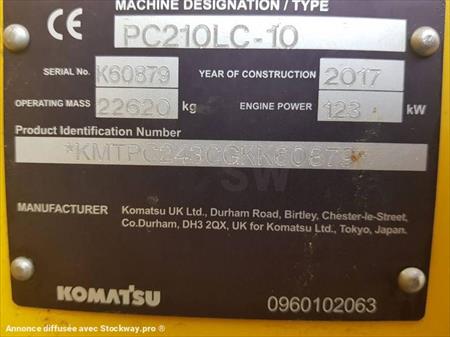 MACHINE DESIGNATION / TYPE
CE PC210LC-10
SERIAL No. K60879 YEAR OF CONSTRUCTION 2017
OPERATING MASS 22620 kg ENGINE POWER 123 kW
Product Identification Number
*KMTPC243CGKK60879*
SW
MANUFACTURER Komatsu UK Ltd., Durham Road, Birtley, Chester-le-Street,
Co.Durham, DH3 2QX, UK for Komatsu Ltd., Tokyo, Japan.
KOMATSU 0960102063
Annonce diffusée avec Stockway.pro ®